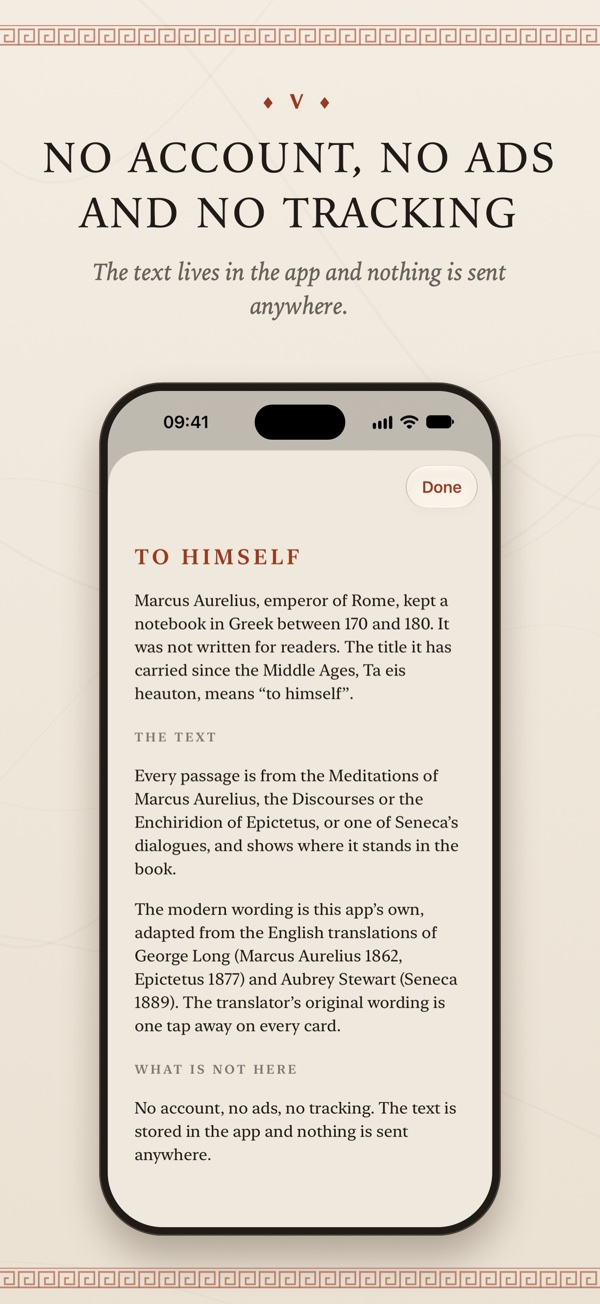 V
NO ACCOUNT, NO ADS
AND NO TRACKING
The text lives in the app and nothing is sent
anywhere.
09:41
Done
TO HIMSELF
Marcus Aurelius, emperor of Rome, kept a
notebook in Greek between 170 and 180. It
was not written for readers. The title it has
carried since the Middle Ages, Ta eis
heauton, means “to himself”.
THE TEXT
Every passage is from the Meditations of
Marcus Aurelius, the Discourses or the
Enchiridion of Epictetus, or one of Seneca’s
dialogues, and shows where it stands in the
book.
The modern wording is this app’s own,
adapted from the English translations of
George Long (Marcus Aurelius 1862,
Epictetus 1877) and Aubrey Stewart (Seneca
1889). The translator’s original wording is
one tap away on every card.
WHAT IS NOT HERE
No account, no ads, no tracking. The text is
stored in the app and nothing is sent
anywhere.